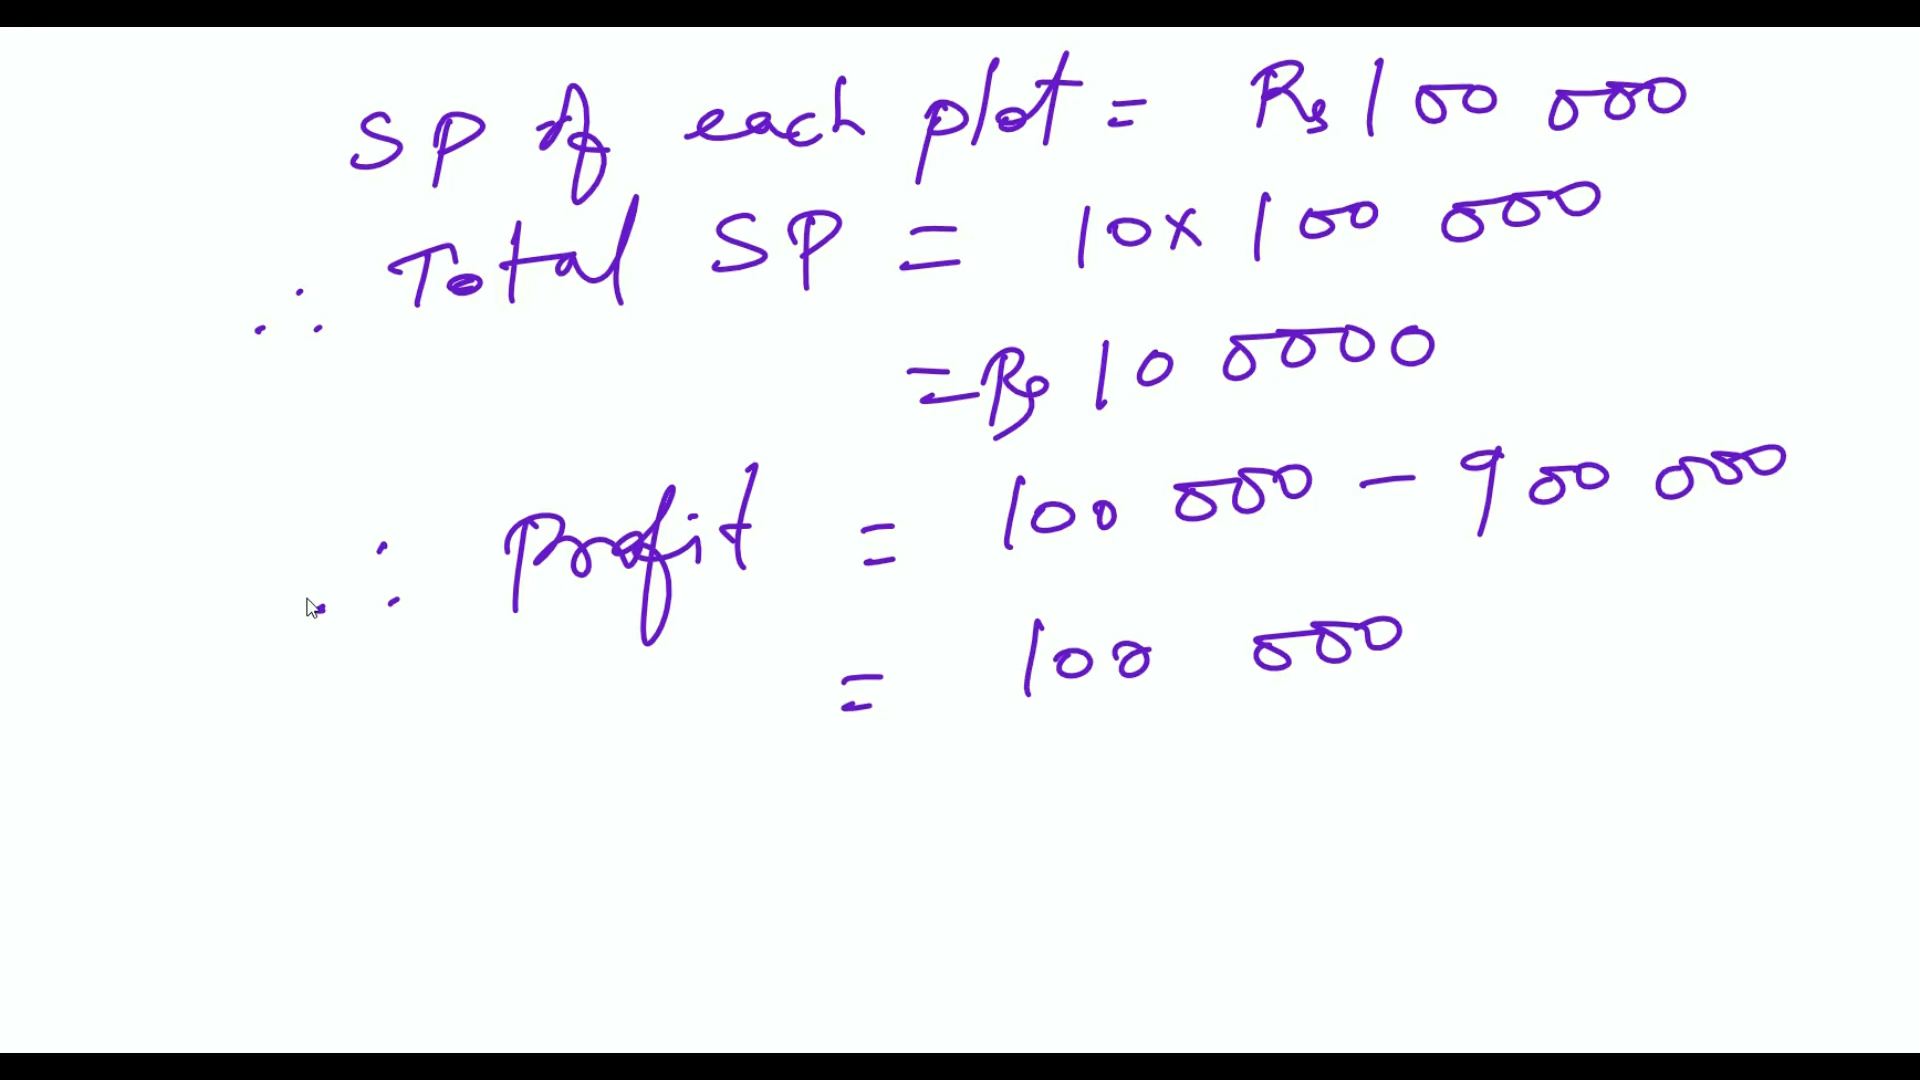 SP of each plot = Rs 100 000
∴ Total SP = 10 x 100 000
= Rs 10 0000
∴ Profit = 100 000 - 900 000
= 100 000